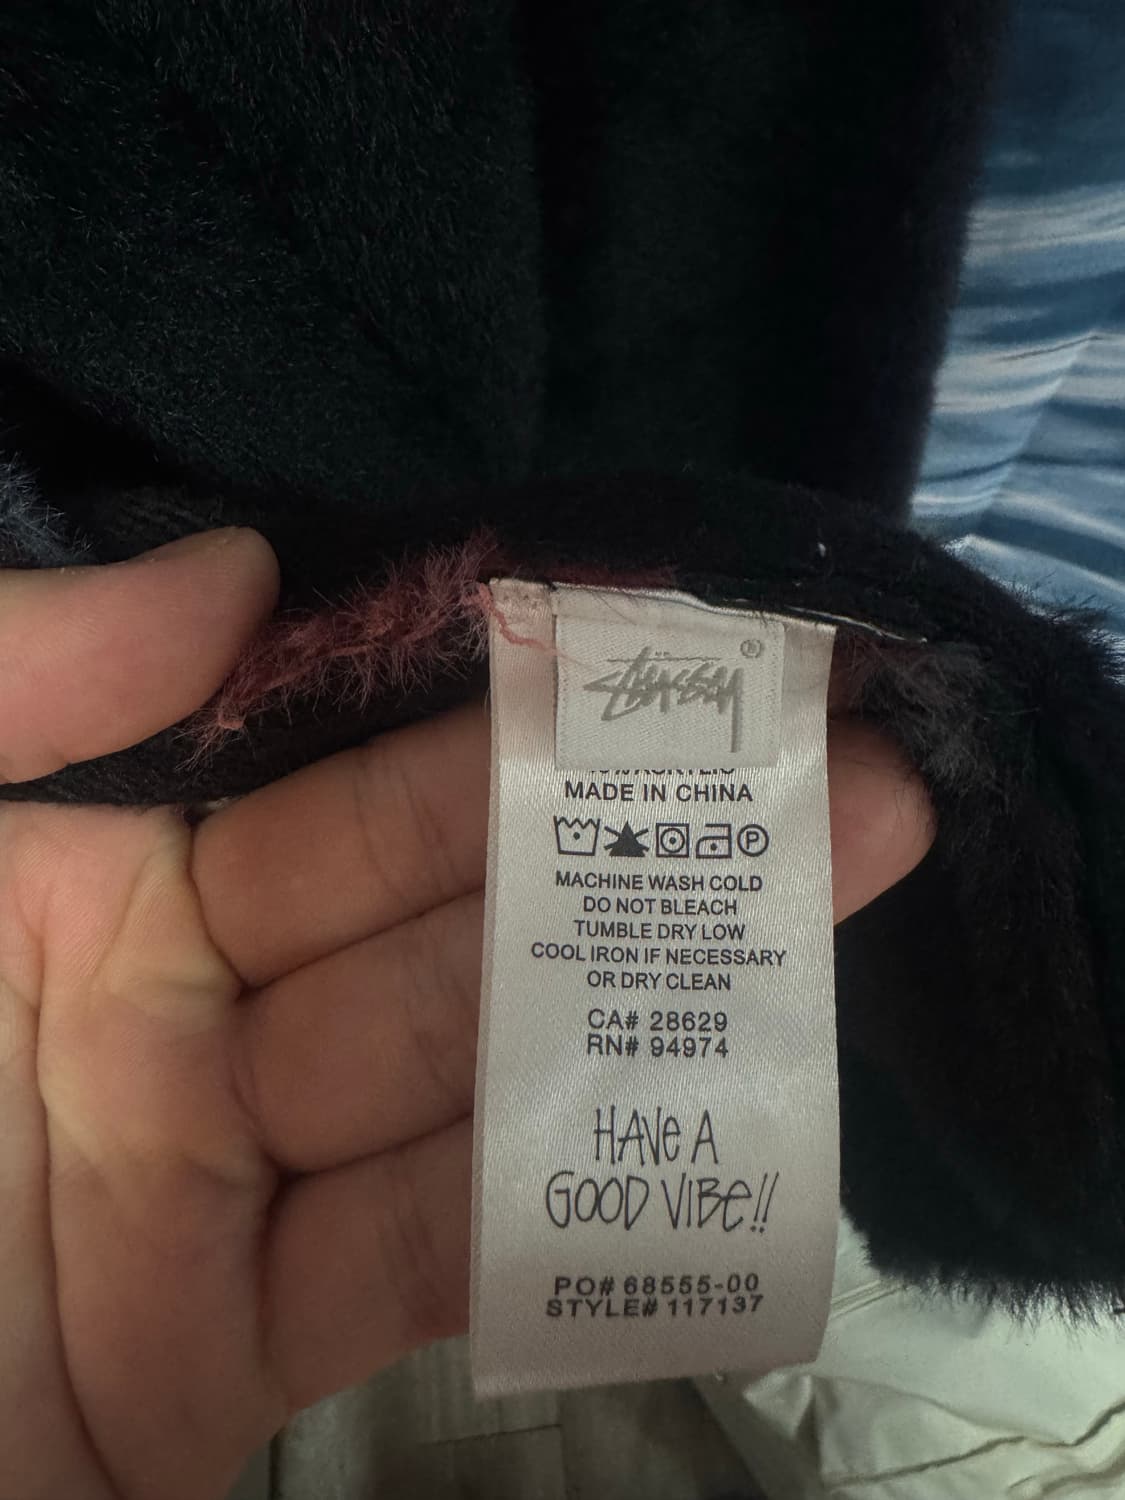 Stüssy ®
MADE IN CHINA
P
MACHINE WASH COLD
DO NOT BLEACH
TUMBLE DRY LOW
COOL IRON IF NECESSARY
OR DRY CLEAN
CA# 28629
RN# 94974
HAVE A
GOOD VIBE!!
PO# 68555-00
STYLE# 117137